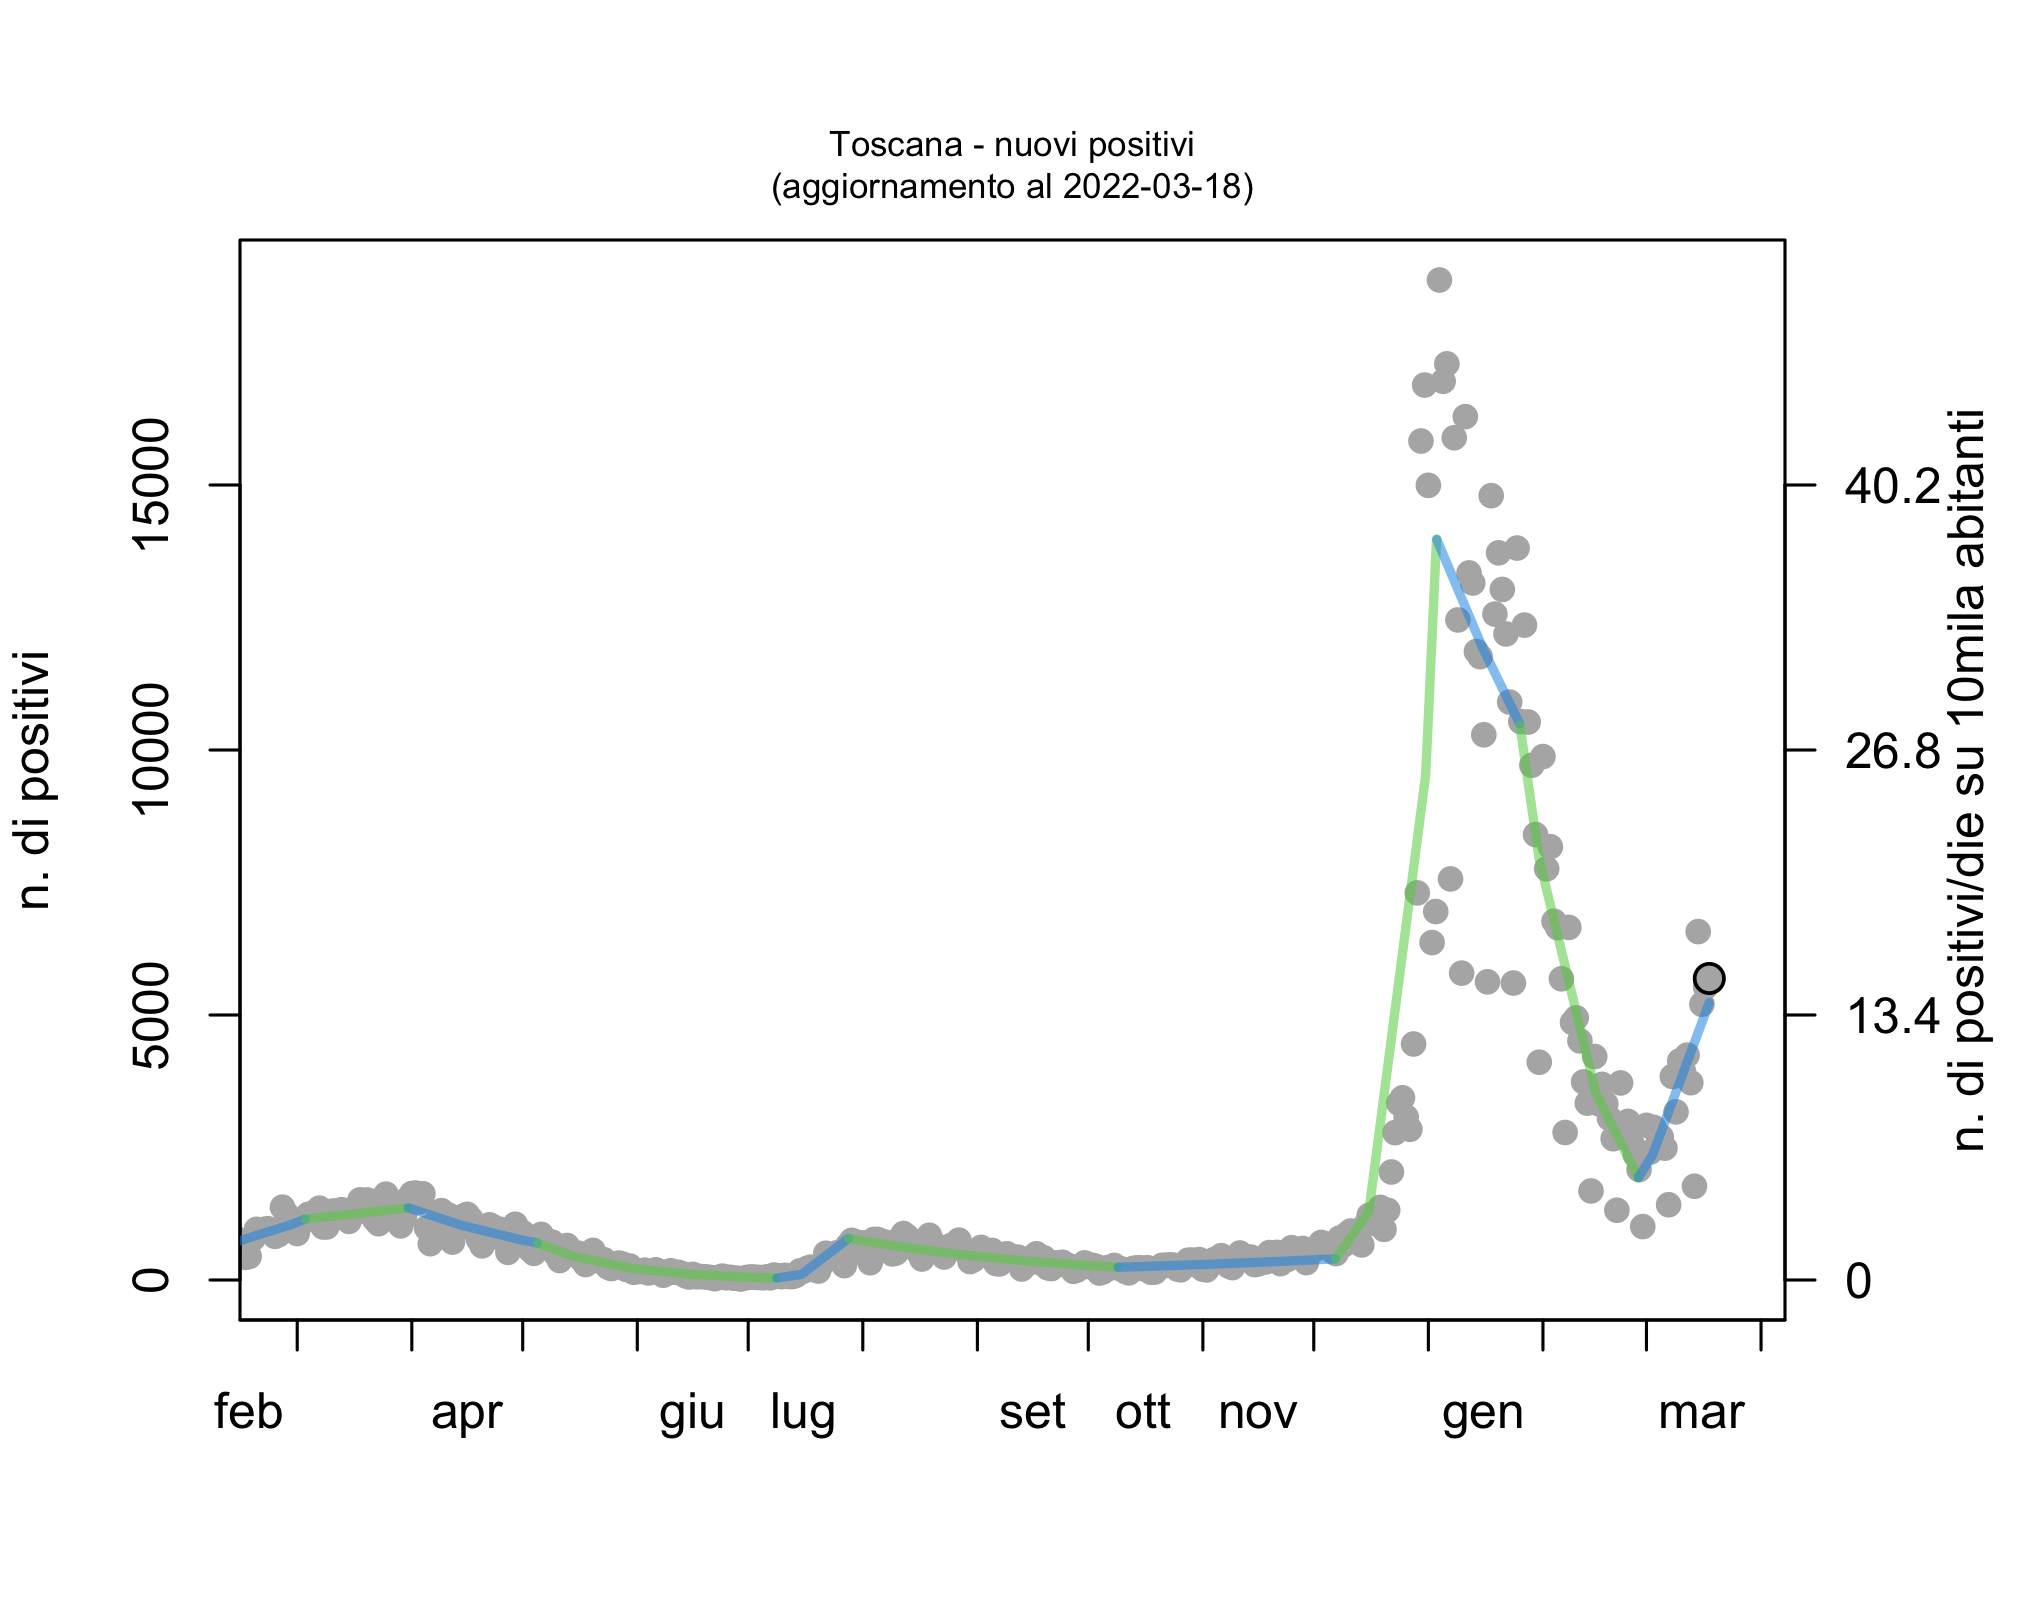 Toscana - nuovi positivi
(aggiornamento al 2022-03-18)
n. di positivi
15000
10000
5000
0
40.2
26.8
13.4
0
n. di positivi/die su 10mila abitanti
feb apr giu lug set ott nov gen mar